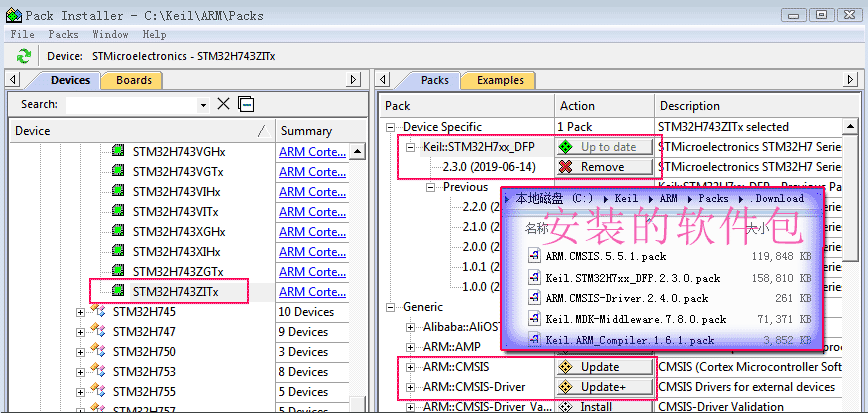 Pack Installer - C:\Keil\ARM\Packs
File Packs Window Help
Device: STMicroelectronics - STM32H743ZITx
Devices Boards
Search:
Device Summary
STM32H743VGHx ARM Corte...
STM32H743VGTx ARM Corte...
STM32H743VIHx ARM Corte...
STM32H743VITx ARM Corte...
STM32H743XGHx ARM Corte...
STM32H743XIHx ARM Corte...
STM32H743ZGTx ARM Corte...
STM32H743ZITx ARM Corte...
STM32H745 10 Devices
STM32H747 9 Devices
STM32H750 3 Devices
STM32H753 8 Devices
STM32H755 5 Devices
STM32H757 5 Devices
Packs Examples
Pack Action Description
Device Specific 1 Pack STM32H743ZITx selected
Keil::STM32H7xx_DFP Up to date STMicroelectronics STM32H7 Serie
2.3.0 (2019-06-14) Remove STMicroelectronics STM32H7 Serie
Previous Keil::STM32H7xx_DFP - Previous Pa
2.2.0 (2
2.1.0 (2
2.0.0 (2
1.0.1 (2
1.0.0 (2
Generic
Alibaba::AliOS
ARM::AMP
ARM::CMSIS Update CMSIS (Cortex Microcontroller Soft
ARM::CMSIS-Driver Update+ CMSIS Drivers for external devices
ARM::CMSIS-Driver_Va... Install CMSIS-Driver Validation
本地磁盘 (C:) Keil ARM Packs .Download
名称 大小
安装的软件包
ARM.CMSIS.5.5.1.pack 119,848 KB
Keil.STM32H7xx_DFP.2.3.0.pack 158,810 KB
ARM.CMSIS-Driver.2.4.0.pack 261 KB
Keil.MDK-Middleware.7.8.0.pack 71,371 KB
Keil.ARM_Compiler.1.6.1.pack 3,852 KB